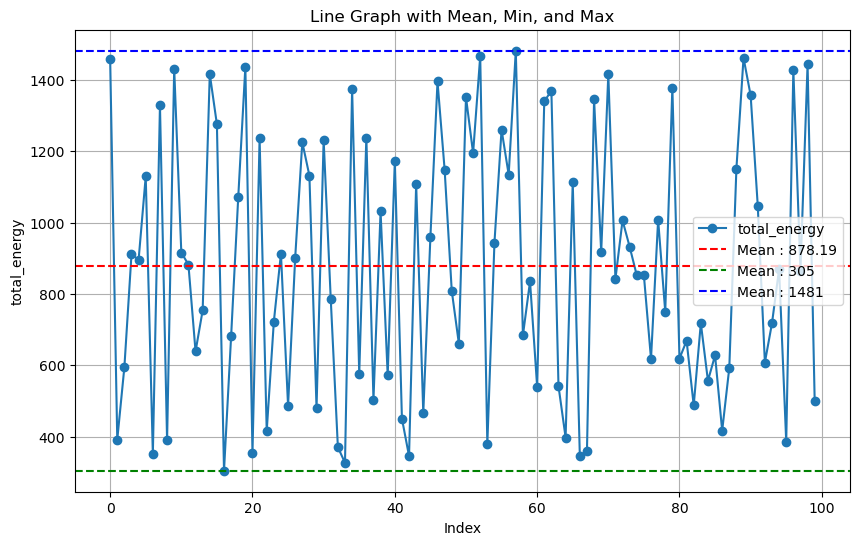 Line Graph with Mean, Min, and Max
total_energy
1400
1200
1000
800
600
400
total_energy
Mean : 878.19
Mean : 305
Mean : 1481
0 20 40 60 80 100
Index